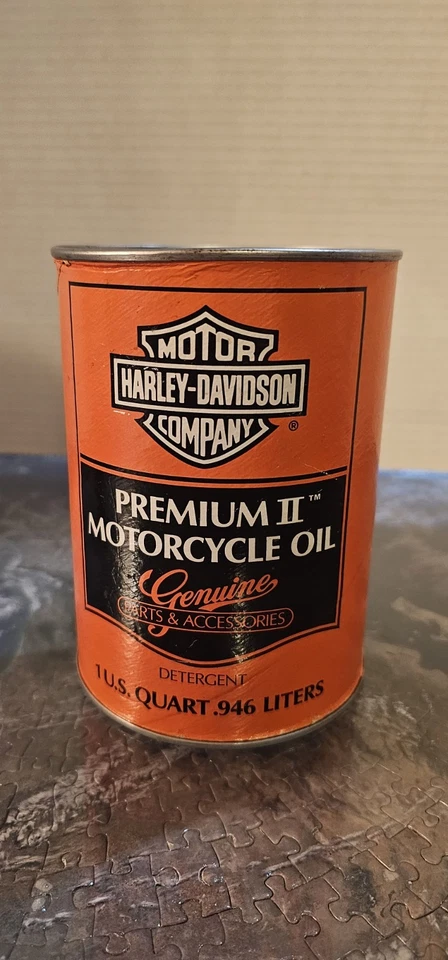 MOTOR
HARLEY-DAVIDSON
COMPANY
®
PREMIUM II™
MOTORCYCLE OIL
Genuine
PARTS & ACCESSORIES
DETERGENT
1 U.S. QUART .946 LITERS